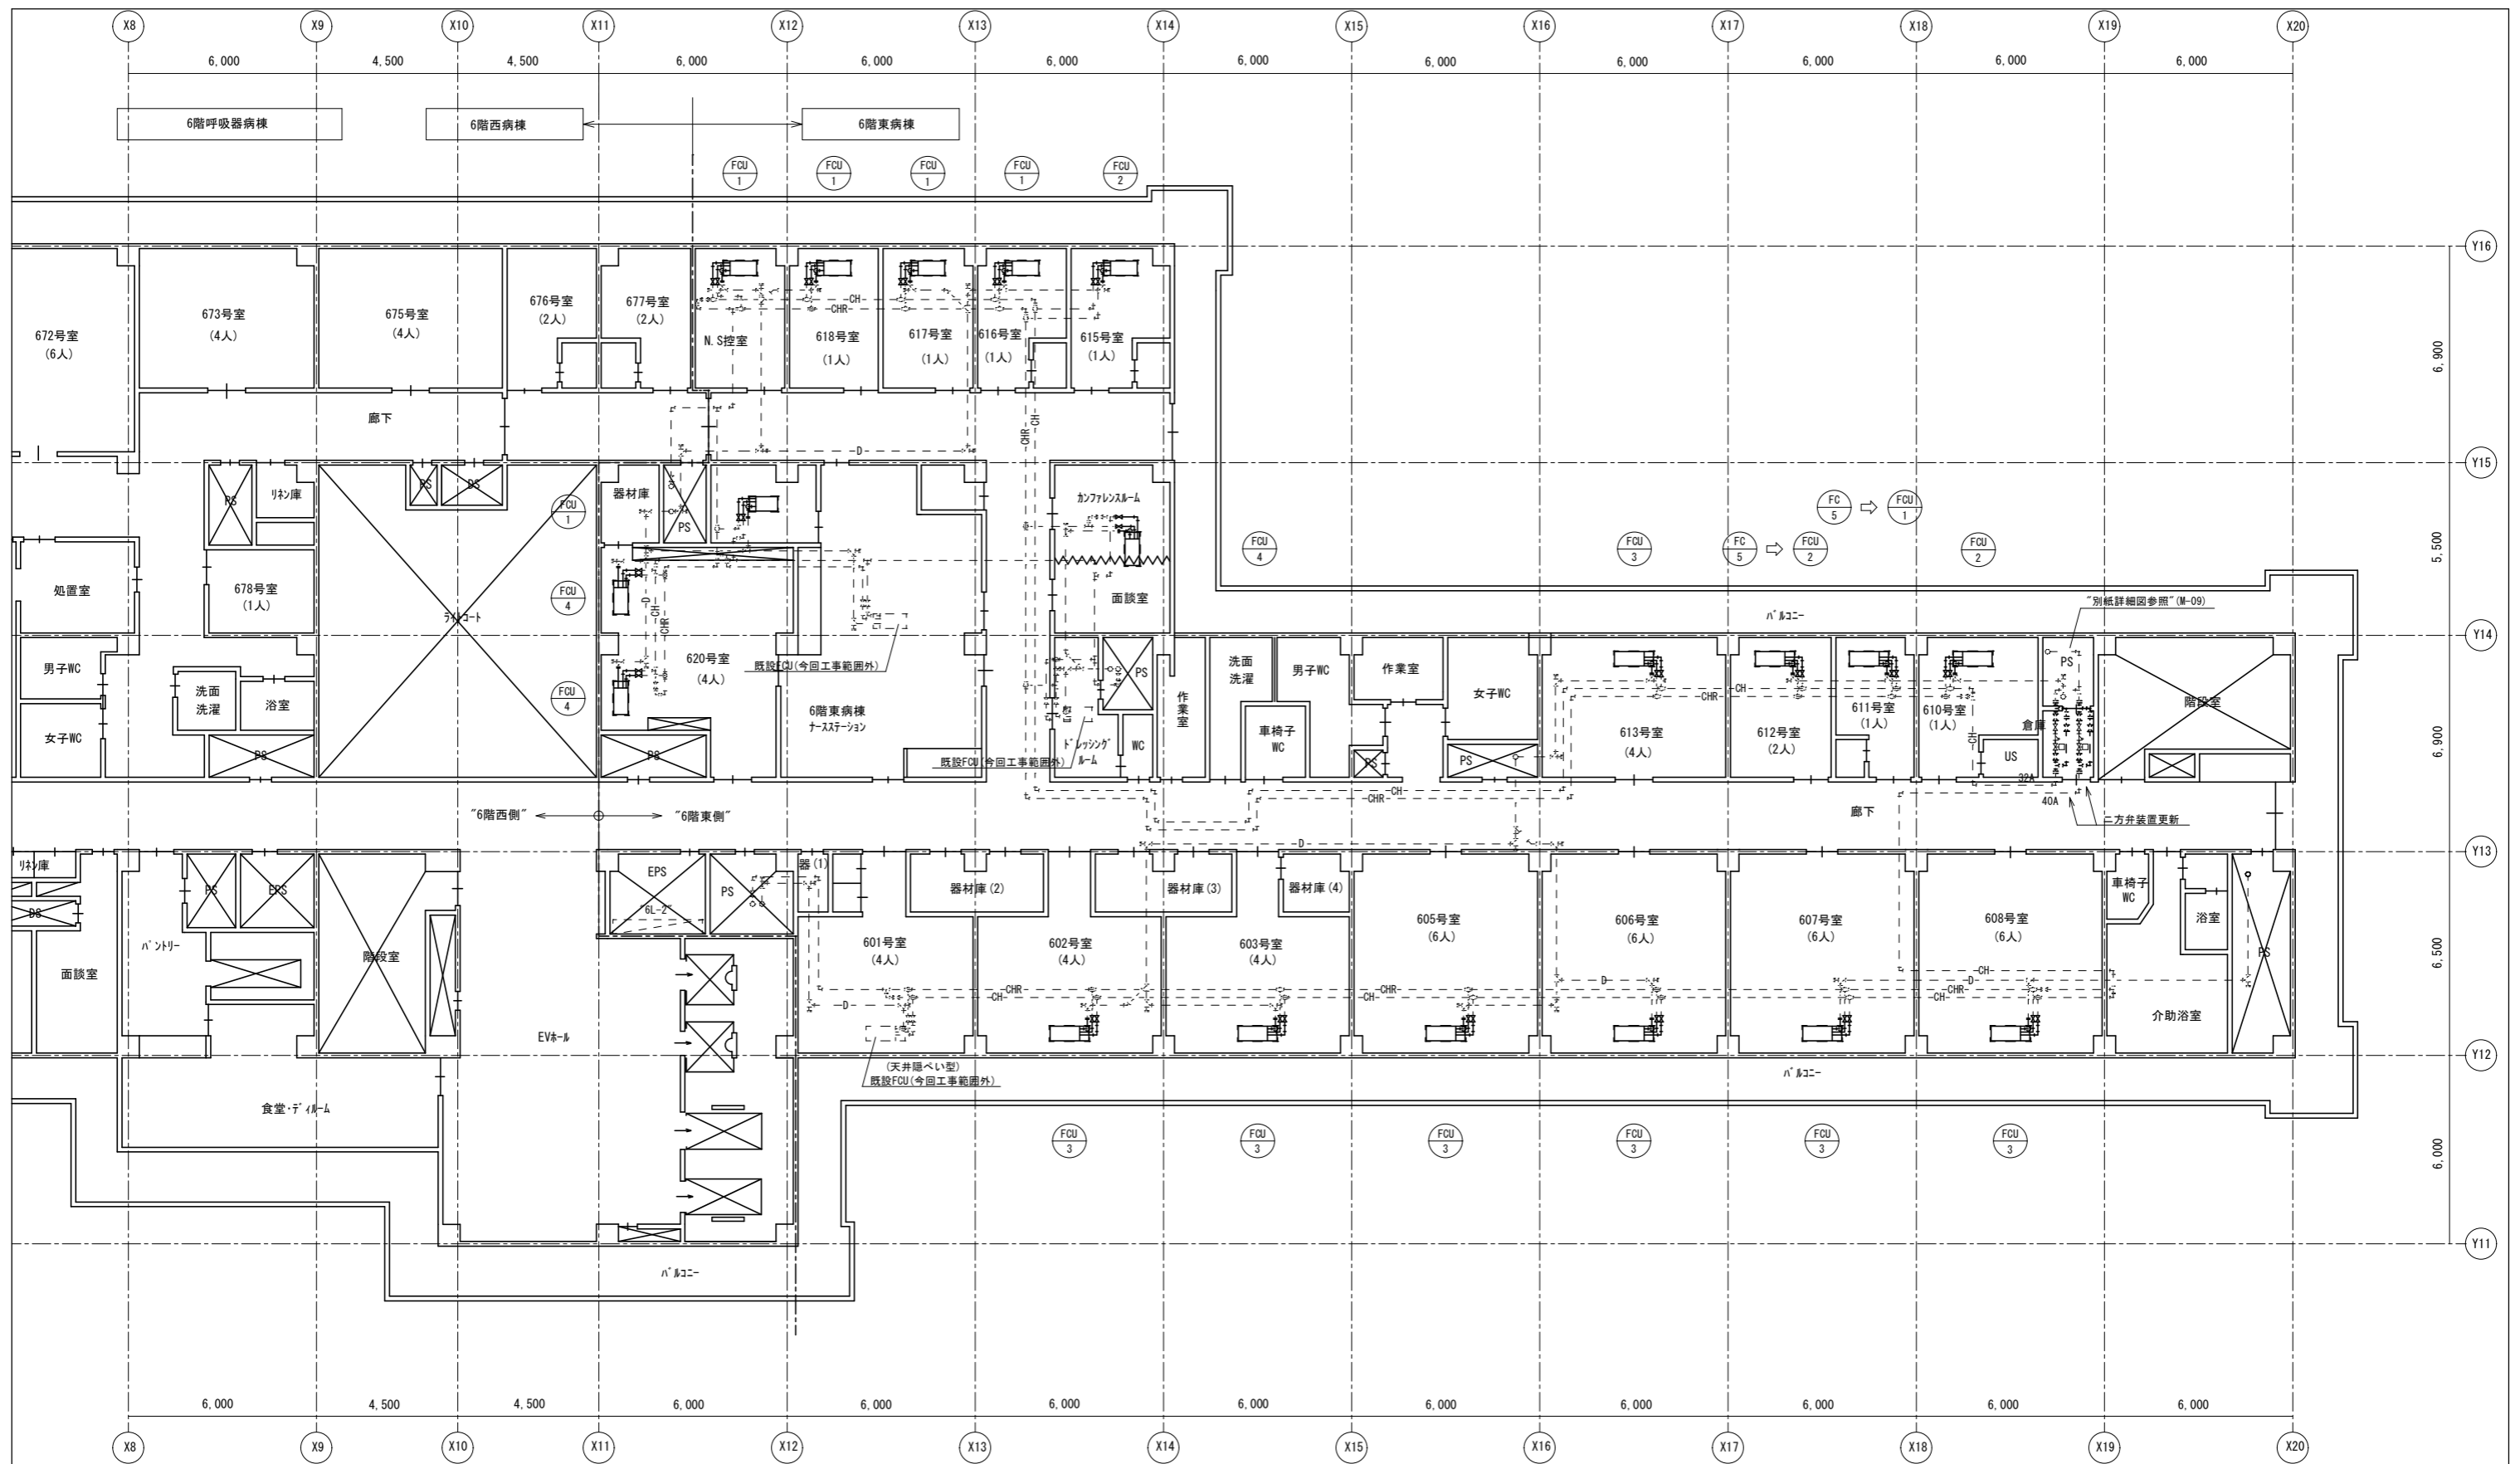 X8 X9 X10 X11 X12 X13 X14 X15 X16 X17 X18 X19 X20
6,000 4,500 4,500 6,000 6,000 6,000 6,000 6,000 6,000 6,000 6,000 6,000
6階呼吸器病棟
6階西病棟
6階東病棟
FCU
1
FCU
1
FCU
1
FCU
1
FCU
2
Y16
672号室
(6人)
673号室
(4人)
675号室
(4人)
676号室
(2人)
677号室
(2人)
N.S控室
618号室
(1人)
617号室
(1人)
616号室
(1人)
615号室
(1人)
CH
CHR
6,900
廊下
CHR
CH
D
Y15
PS
リネン庫
PS
DS
器材庫
PS
FCU
1
カンファレンスルーム
FCU
4
FCU
3
FC
5
⇨
FCU
1
FC
5
⇨
FCU
2
FCU
2
5,500
処置室
678号室
(1人)
ライトコート
FCU
4
D
CH
CHR
面談室
"別紙詳細図参照"(M-09)
バルコニー
Y14
男子WC
洗面
洗濯
浴室
女子WC
PS
FCU
4
620号室
(4人)
既設FCU(今回工事範囲外)
6階東病棟
ナースステーション
PS
PS
既設FCU(今回工事範囲外)
ドレッシング
ルーム
WC
作業室
洗面
洗濯
男子WC
車椅子
WC
作業室
女子WC
PS
PS
613号室
(4人)
CH
CHR
612号室
(2人)
611号室
(1人)
610号室
(1人)
CH
PS
倉庫
US
32A
階段室
6,900
CH
CHR
40A
二方弁装置更新
廊下
"6階西側"
"6階東側"
D
Y13
リネン庫
DS
面談室
パントリー
PS
EPS
階段室
EPS
"6L-2"
PS
器(1)
器材庫(2)
器材庫(3)
器材庫(4)
601号室
(4人)
602号室
(4人)
603号室
(4人)
605号室
(6人)
606号室
(6人)
607号室
(6人)
608号室
(6人)
車椅子
WC
浴室
PS
介助浴室
6,500
D
CHR
CH
CHR
CH
D
CH
D
CH
EVホール
(天井隠ぺい型)
既設FCU(今回工事範囲外)
Y12
バルコニー
食堂・デイルーム
FCU
3
FCU
3
FCU
3
FCU
3
FCU
3
FCU
3
6,000
Y11
バルコニー
6,000 4,500 4,500 6,000 6,000 6,000 6,000 6,000 6,000 6,000 6,000 6,000
X8 X9 X10 X11 X12 X13 X14 X15 X16 X17 X18 X19 X20